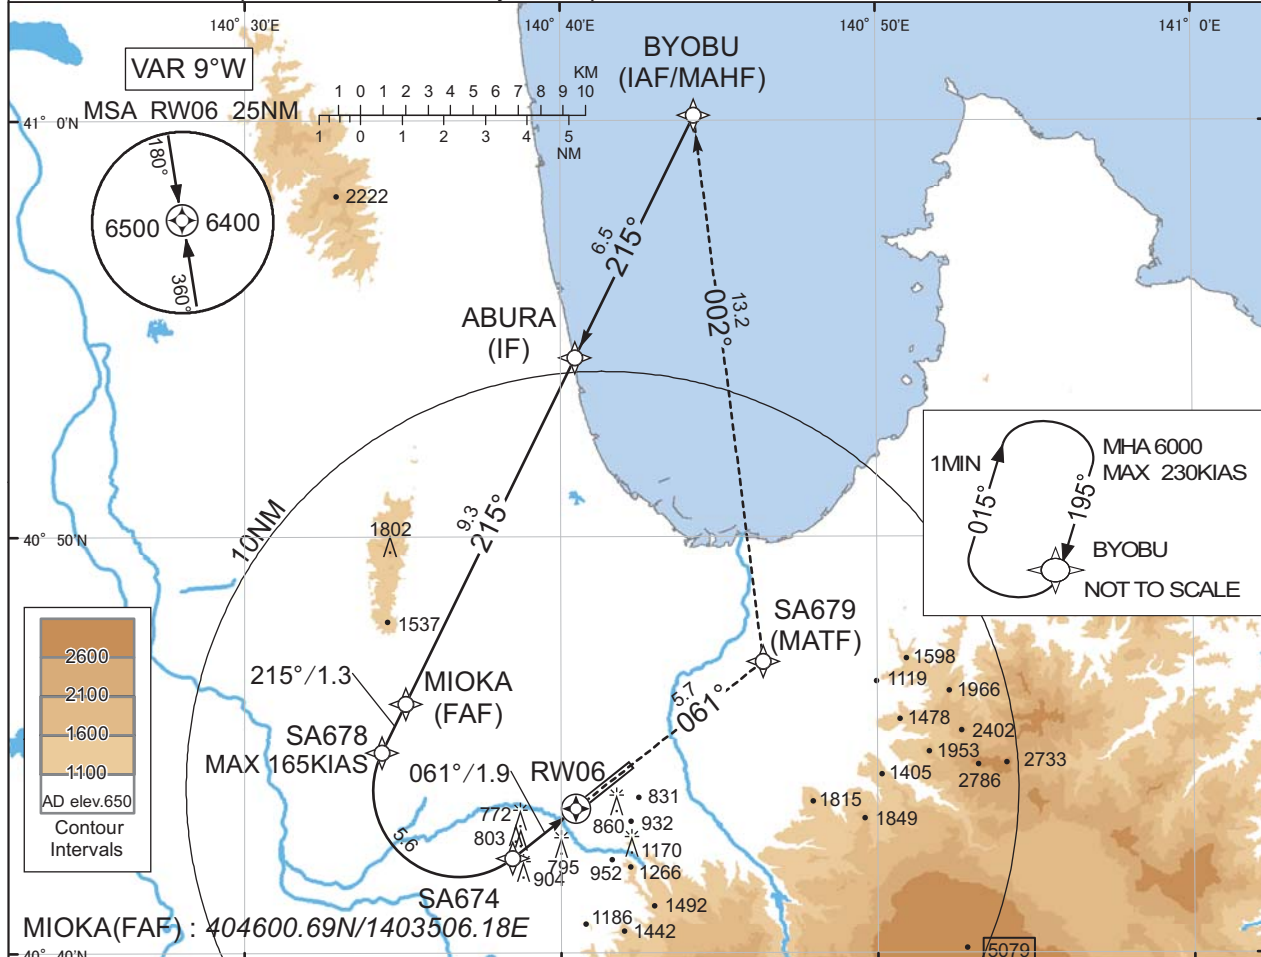 140° 30'E
140° 40'E
140° 50'E
141° 0'E
BYOBU
(IAF/MAHF)
VAR 9°W
KM
1 0 1 2 3 4 5 6 7 8 9 10
1 0 1 2 3 4 5
NM
MSA RW06 25NM
41° 0'N
180°
6500
6400
360°
2222
6.5
215°
13.2
002°
ABURA
(IF)
1MIN
MHA 6000
MAX 230KIAS
015°
195°
BYOBU
NOT TO SCALE
9.3
215°
10NM
40° 50'N
1802
1537
2600
2100
1600
1100
AD elev.650
Contour
Intervals
SA679
(MATF)
215°/1.3
MIOKA
(FAF)
5.7
061°
SA678
MAX 165KIAS
061°/1.9
RW06
1598
1119
1966
1478
2402
1953
2733
2786
1405
1815
1849
831
860
932
772
803
795
904
1170
952
1266
5.6
SA674
1492
1186
1442
5079
MIOKA(FAF) : 404600.69N/1403506.18E
40° 40'N